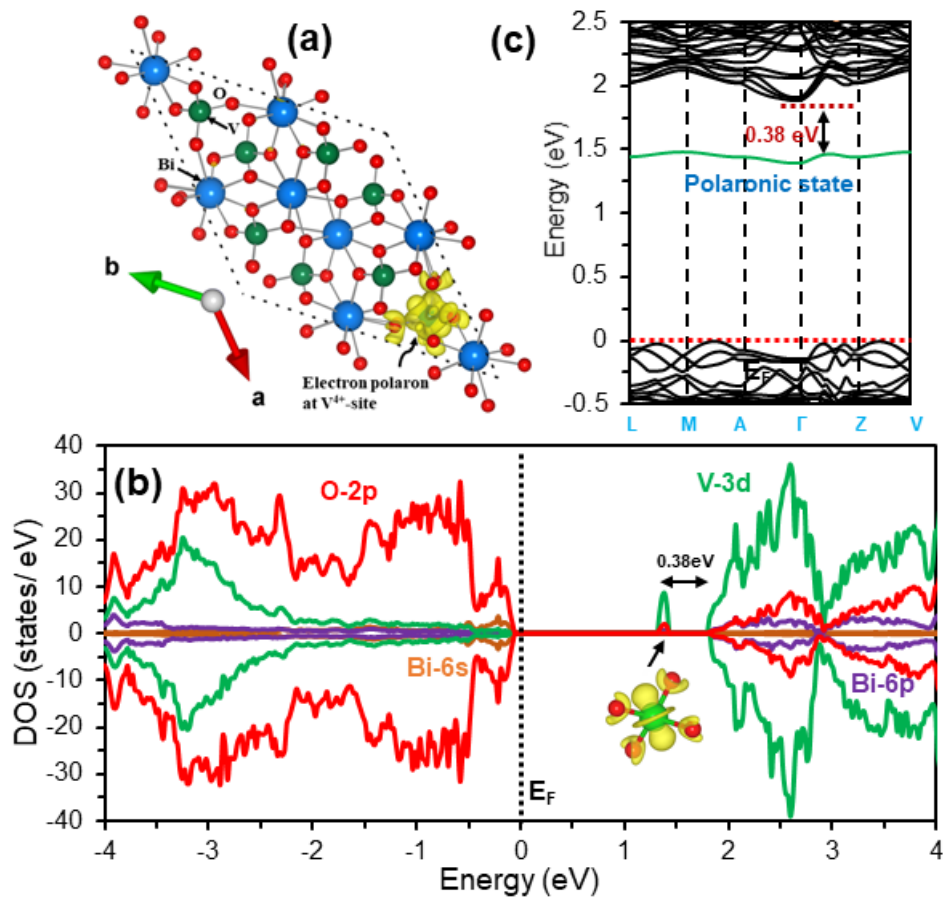 (a)
O
V
Bi
b
a
Electron polaron
at V⁴⁺-site
(c)
Energy (eV)
2.5
2
1.5
1
0.5
0
-0.5
0.38 eV
Polaronic state
E_F
L M A Γ Z V
(b)
DOS (states/ eV)
40
30
20
10
0
-10
-20
-30
-40
O-2p
V-3d
0.38eV
Bi-6s
Bi-6p
E_F
-4 -3 -2 -1 0 1 2 3 4
Energy (eV)